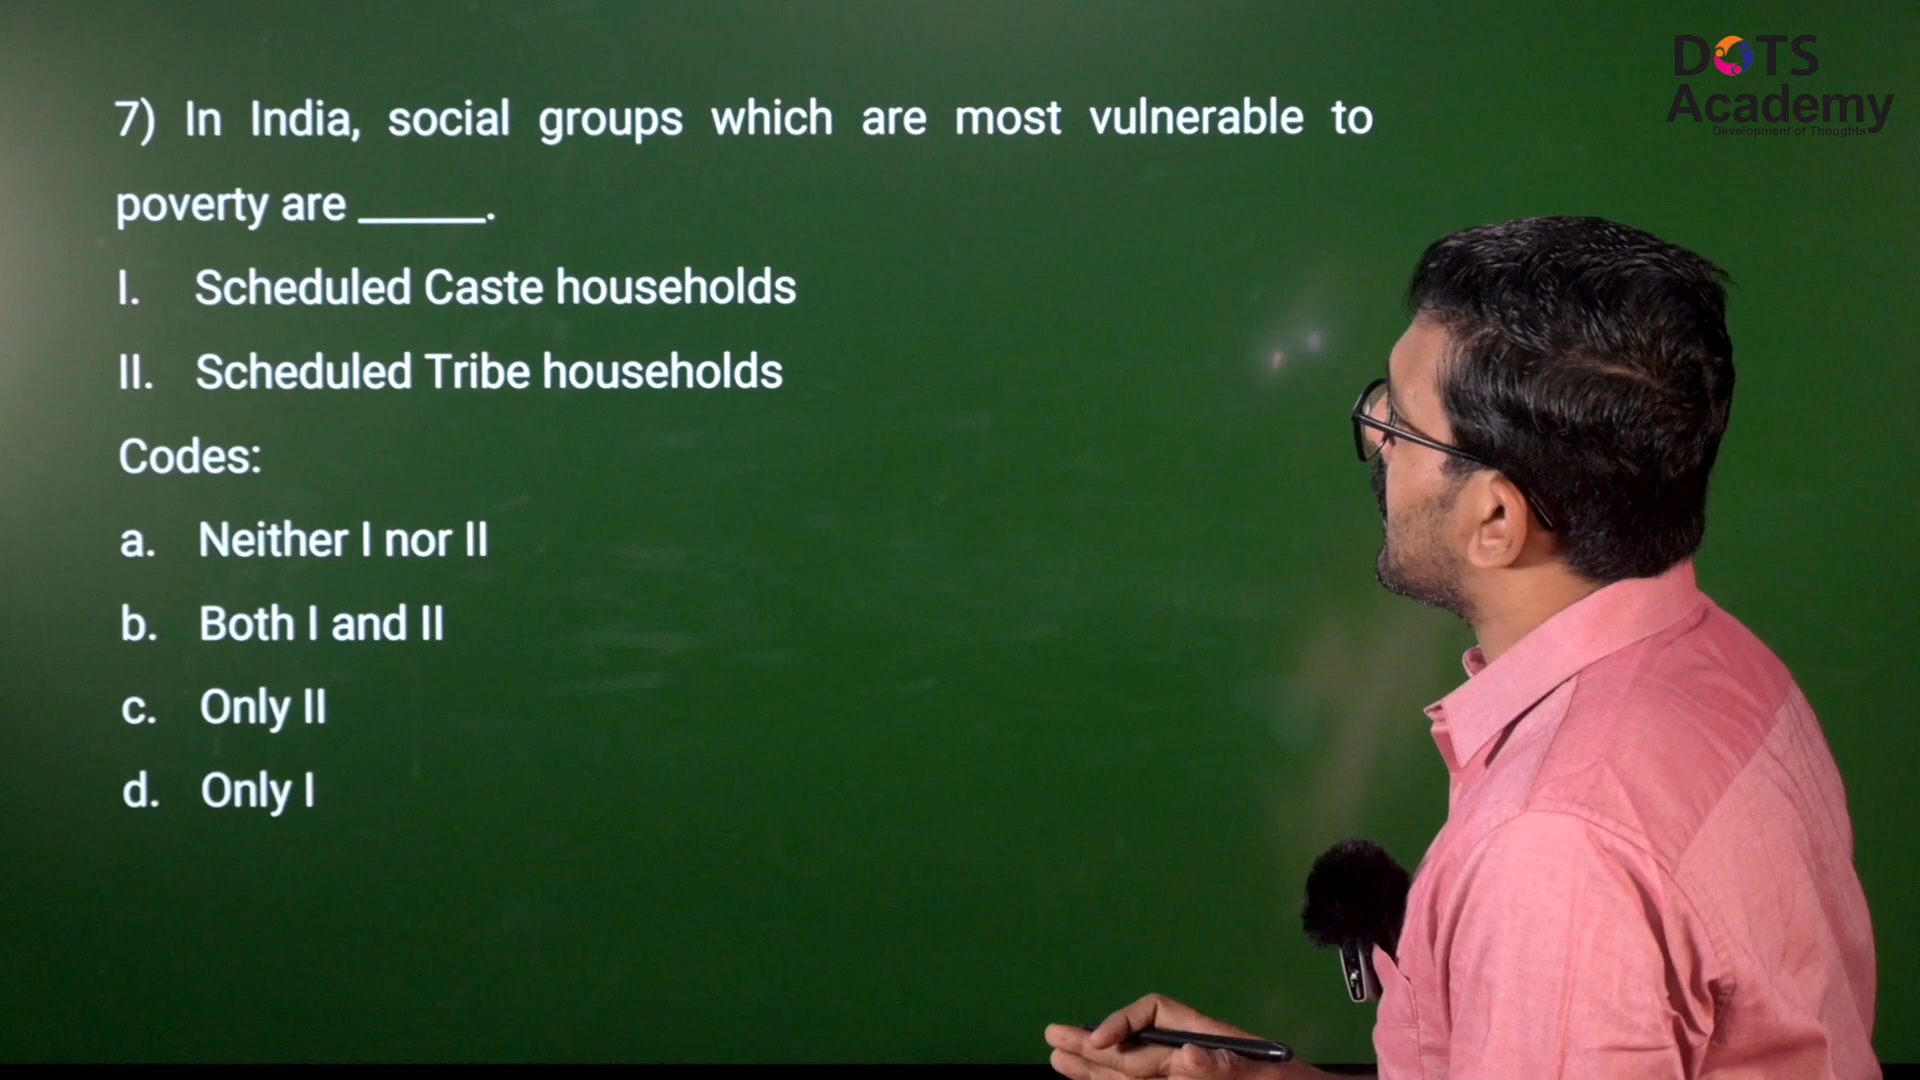 DOTS
Academy
Development of Thoughts
7) In India, social groups which are most vulnerable to
poverty are ______.
I. Scheduled Caste households
II. Scheduled Tribe households
Codes:
a. Neither I nor II
b. Both I and II
c. Only II
d. Only I